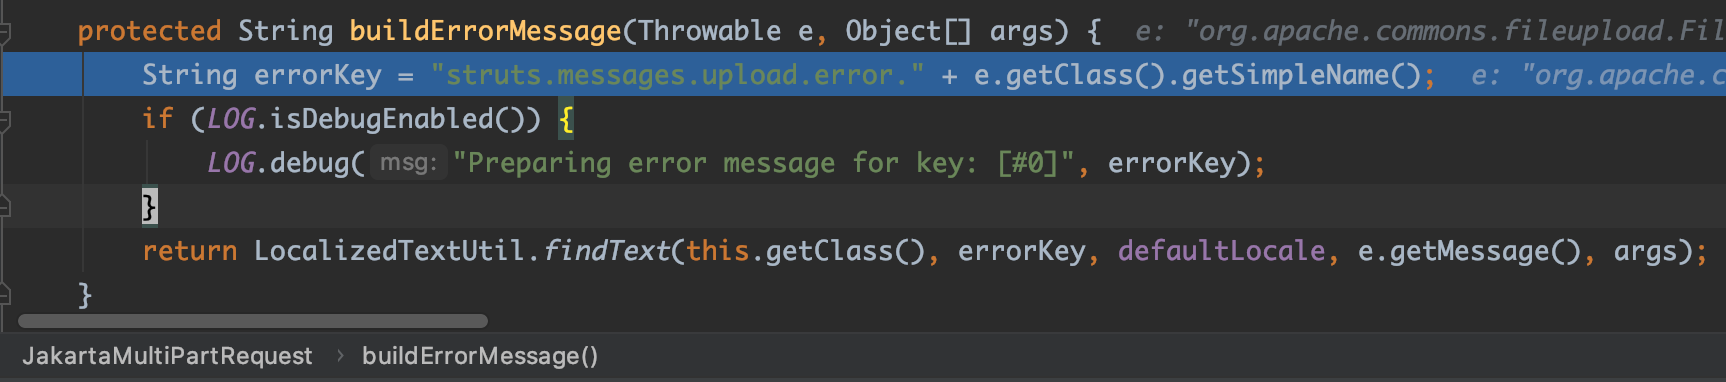 protected String buildErrorMessage(Throwable e, Object[] args) {  e: "org.apache.commons.fileupload.Fil
String errorKey = "struts.messages.upload.error." + e.getClass().getSimpleName();  e: "org.apache.c
if (LOG.isDebugEnabled()) {
LOG.debug( msg: "Preparing error message for key: [#0]", errorKey);
}
return LocalizedTextUtil.findText(this.getClass(), errorKey, defaultLocale, e.getMessage(), args);
}
JakartaMultiPartRequest › buildErrorMessage()